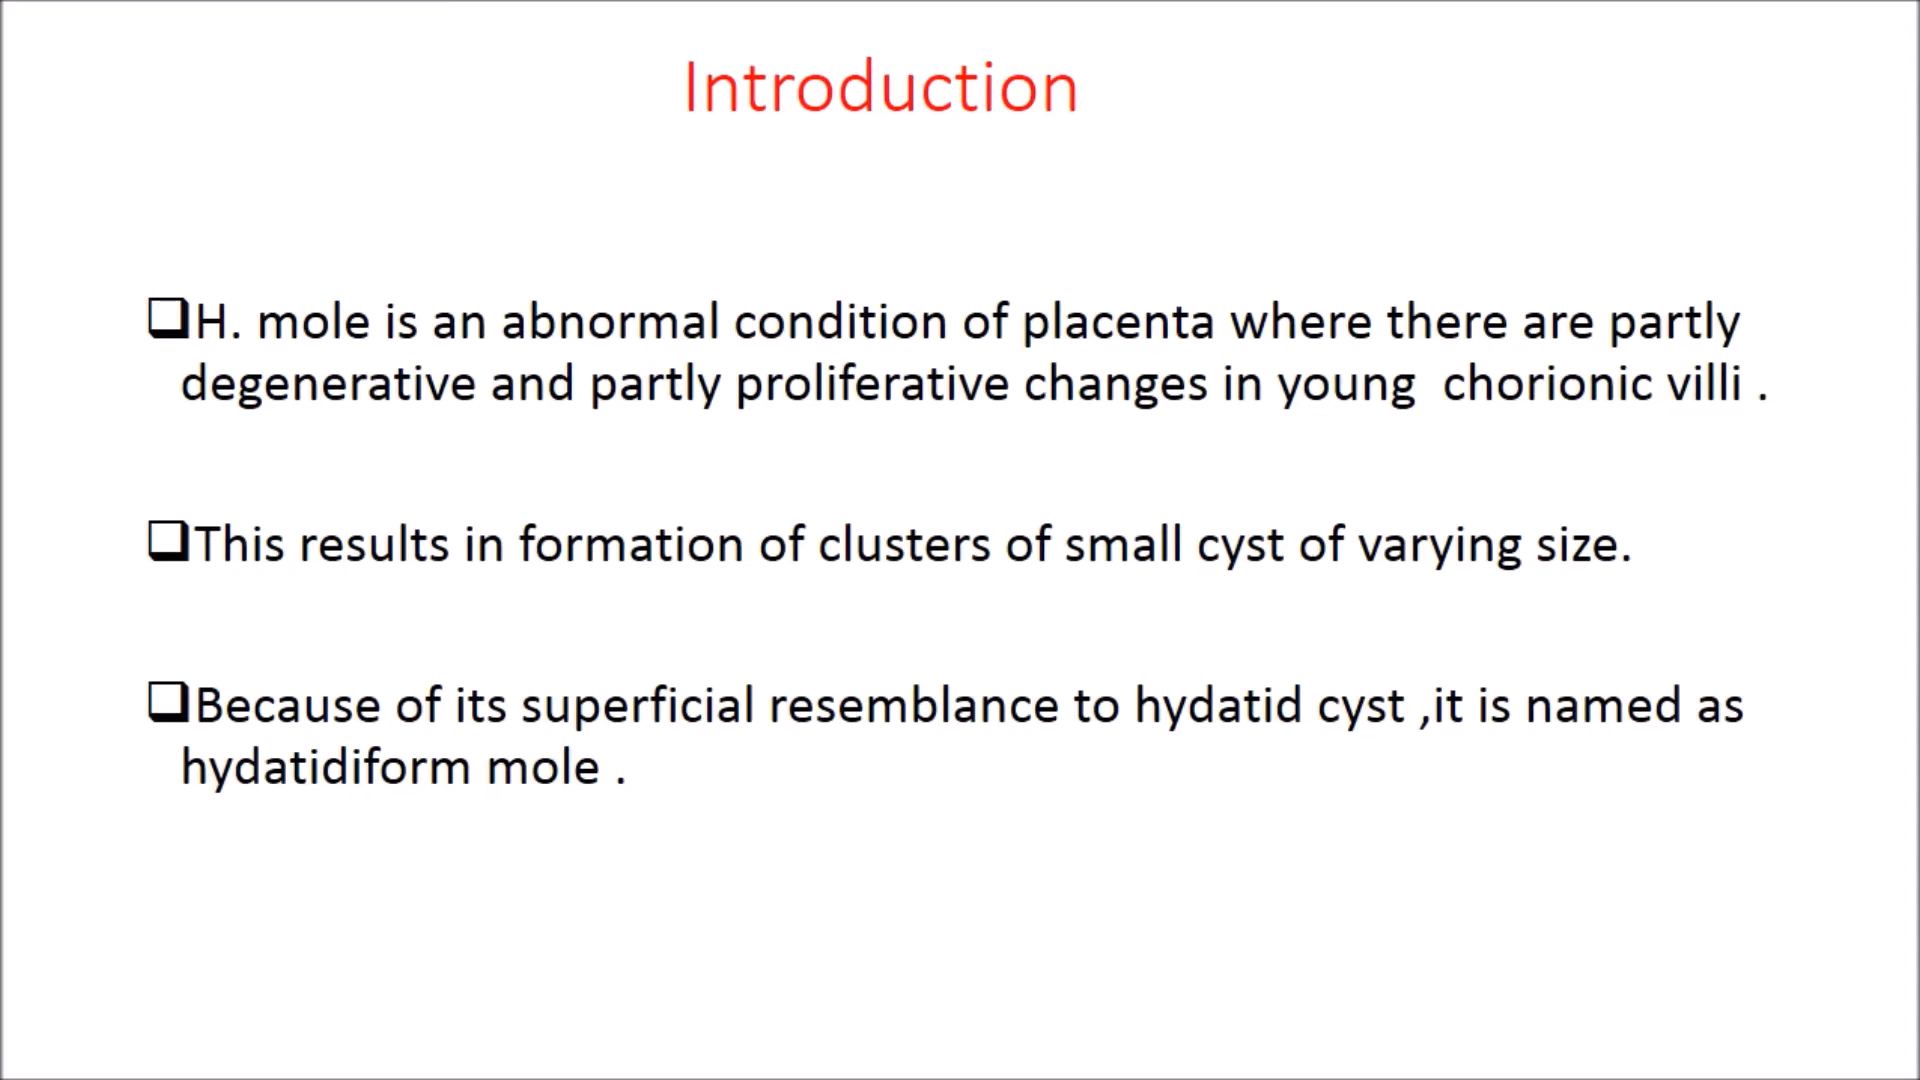 Introduction
❑H. mole is an abnormal condition of placenta where there are partly
degenerative and partly proliferative changes in young  chorionic villi .
❑This results in formation of clusters of small cyst of varying size.
❑Because of its superficial resemblance to hydatid cyst ,it is named as
hydatidiform mole .